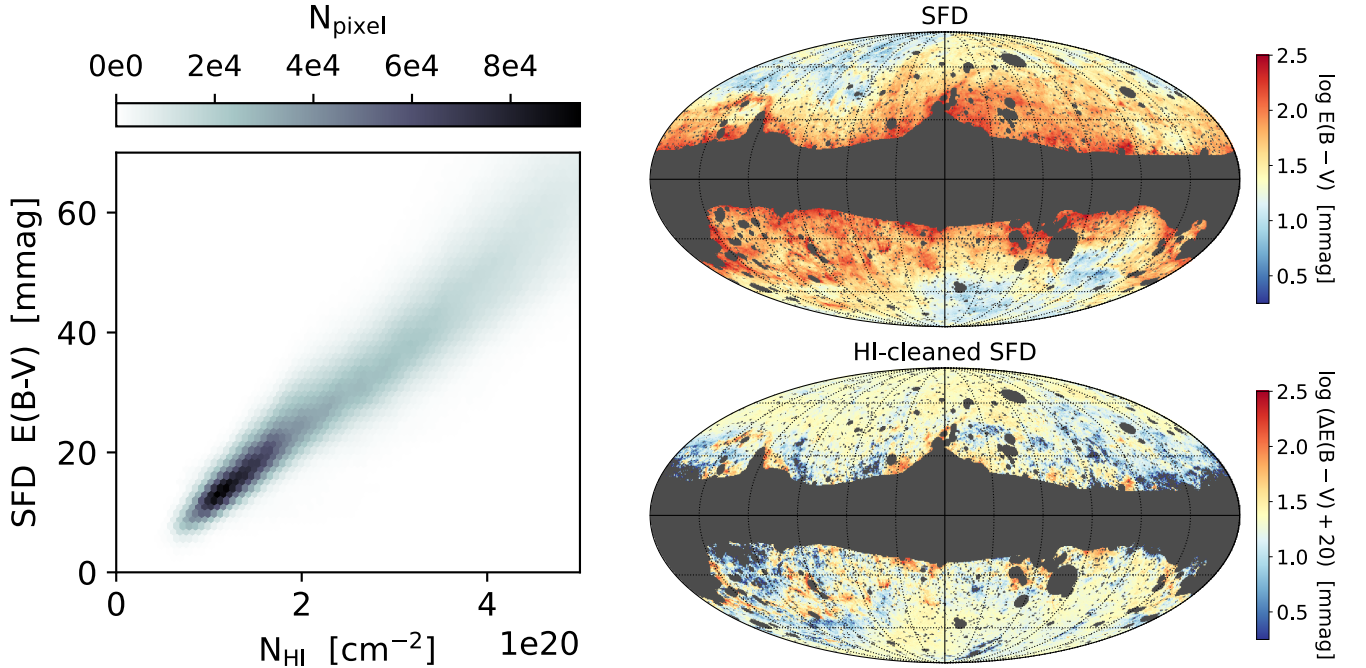 N_pixel
0e0 2e4 4e4 6e4 8e4
SFD E(B-V) [mmag]
60
40
20
0
0 2 4
1e20
N_HI [cm⁻²]
SFD
2.5
2.0
1.5
1.0
0.5
log E(B − V) [mmag]
HI-cleaned SFD
2.5
2.0
1.5
1.0
0.5
log (ΔE(B − V) + 20) [mmag]